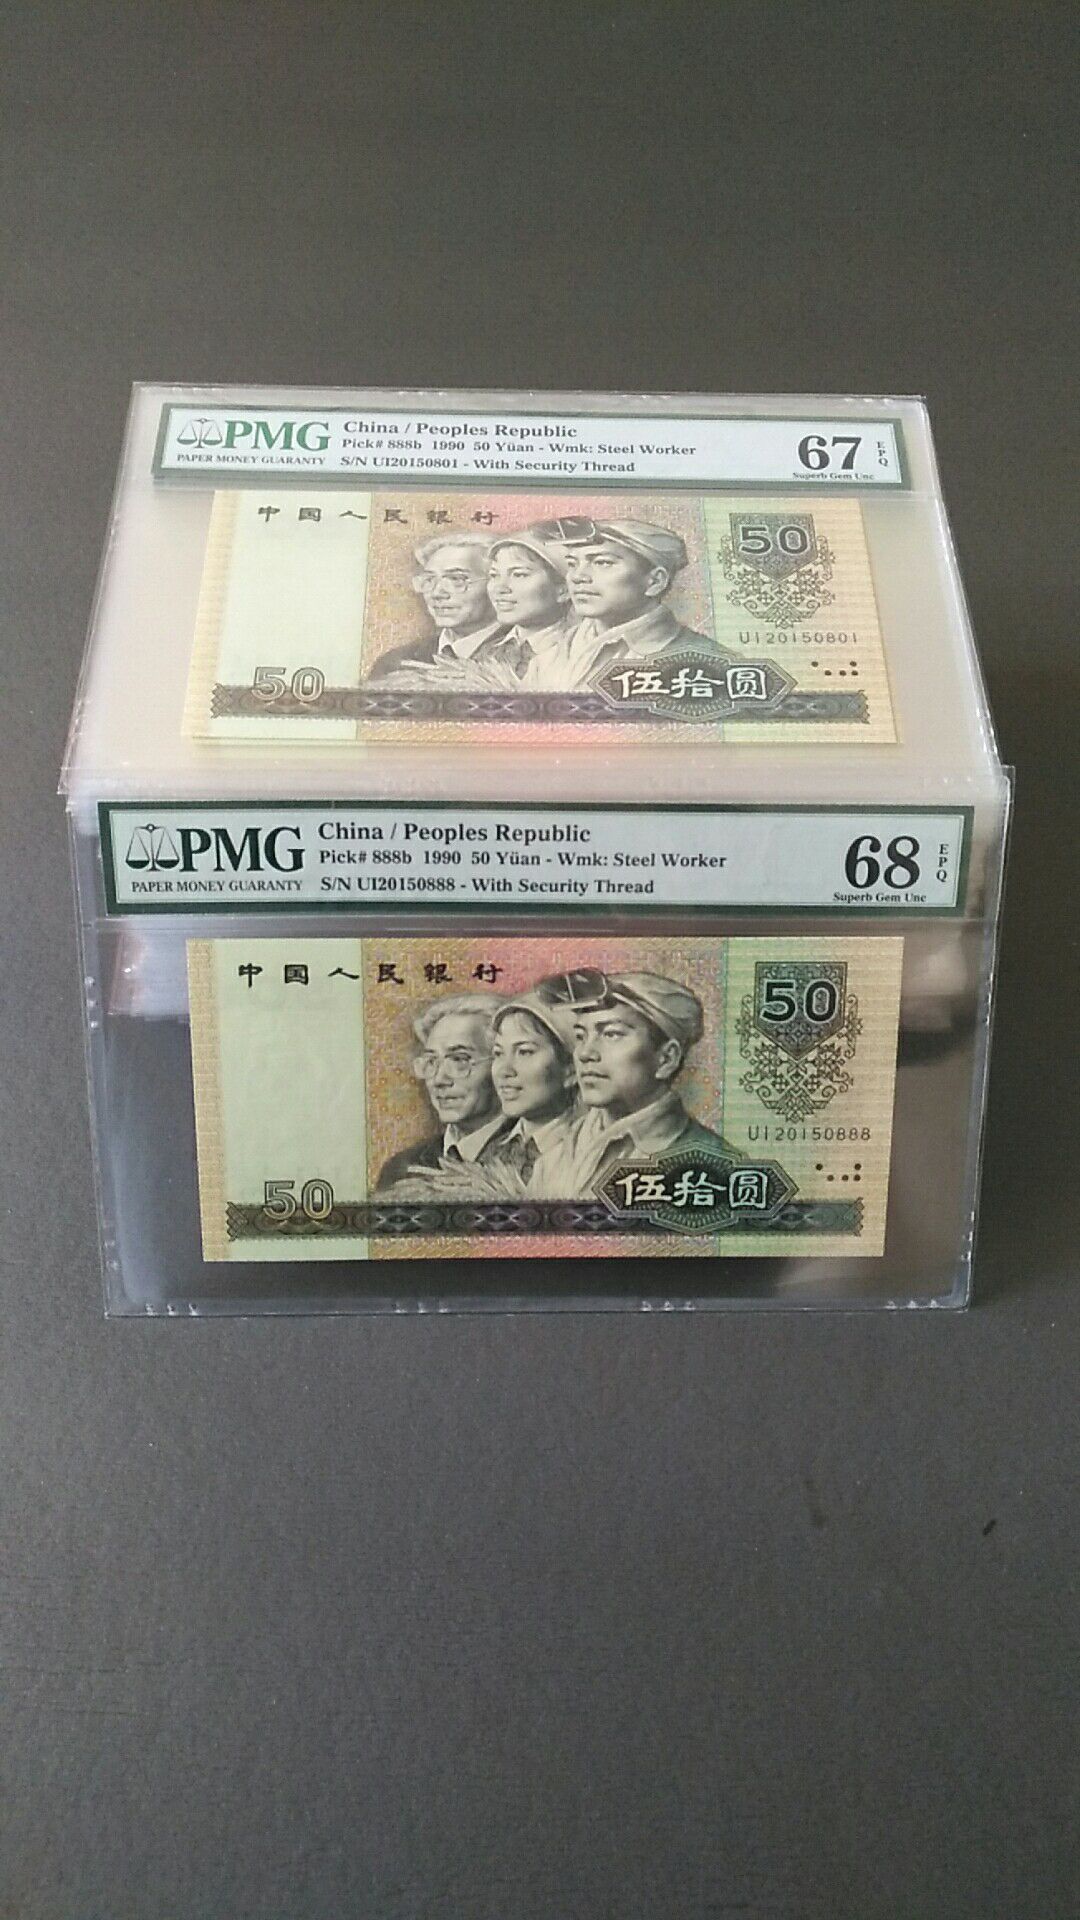 PMG
PAPER MONEY GUARANTY
China / Peoples Republic
Pick# 888b 1990 50 Yüan - Wmk: Steel Worker
S/N UI20150801 - With Security Thread
67
EPQ
Superb Gem Unc
中国人民银行
50
UI20150801
50
伍拾圆
PMG
PAPER MONEY GUARANTY
China / Peoples Republic
Pick# 888b 1990 50 Yüan - Wmk: Steel Worker
S/N UI20150888 - With Security Thread
68
EPQ
Superb Gem Unc
中国人民银行
50
UI20150888
50
伍拾圆